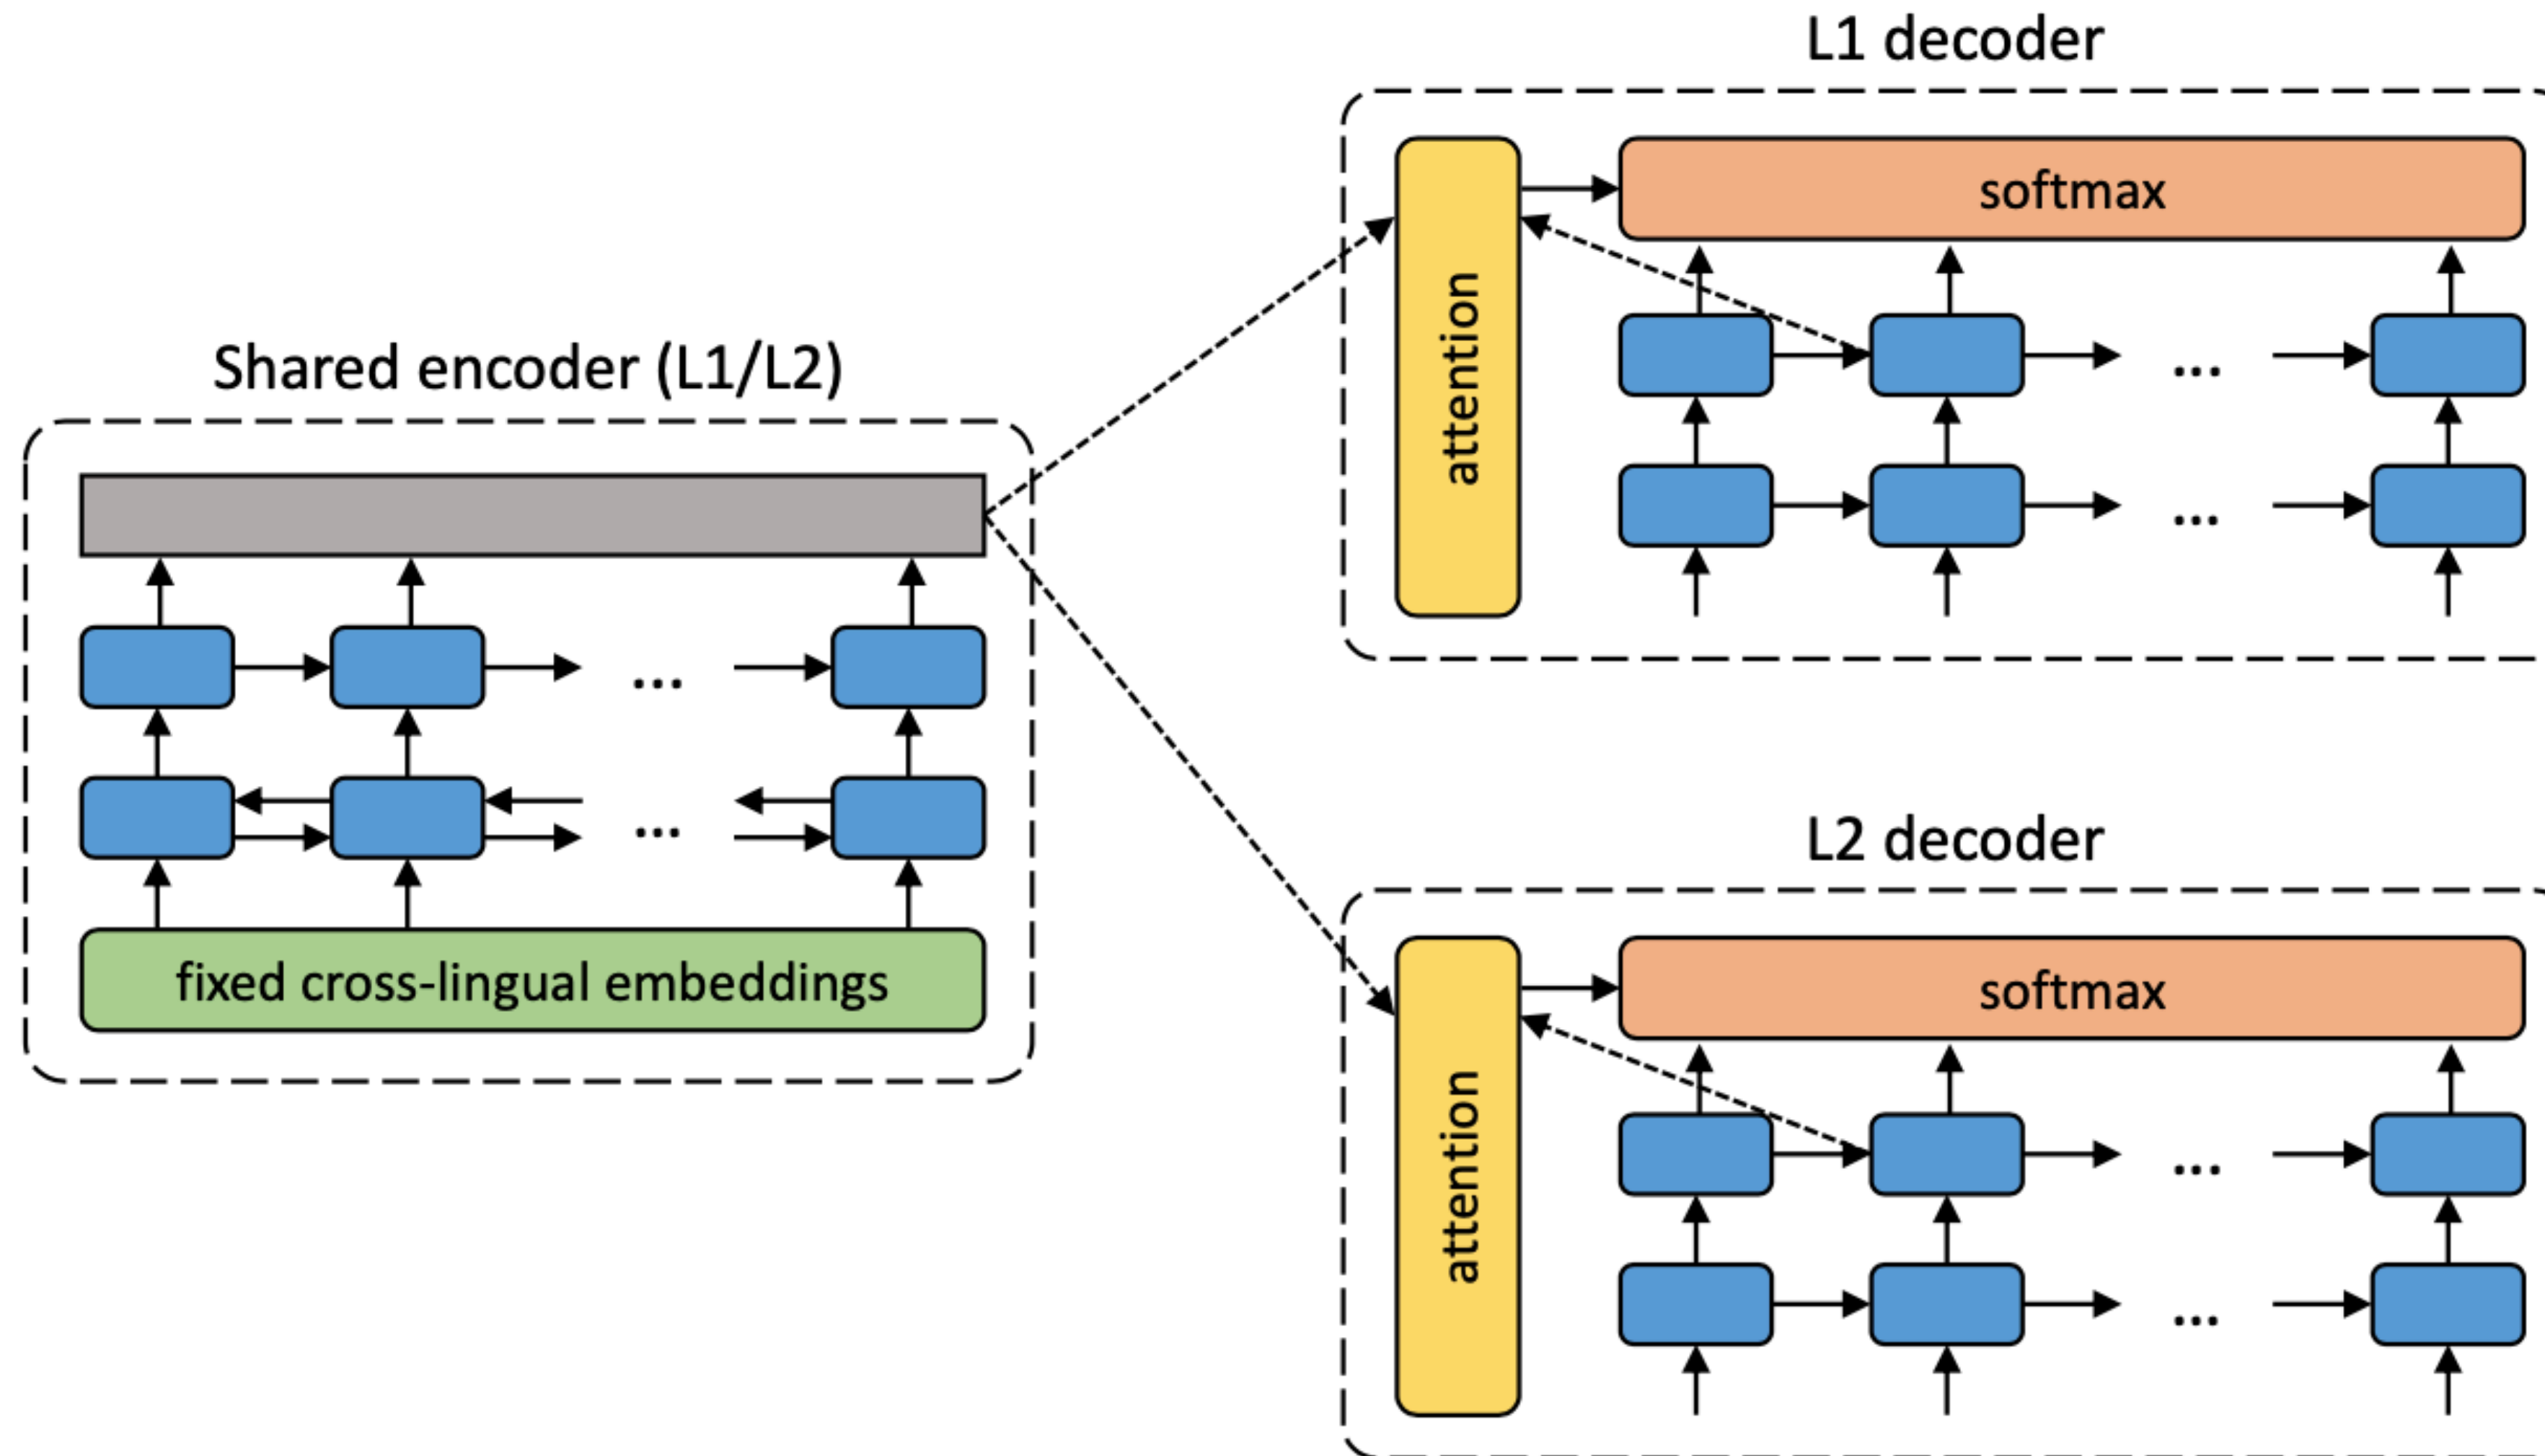 L1 decoder
softmax
attention
...
...
Shared encoder (L1/L2)
...
...
fixed cross-lingual embeddings
L2 decoder
softmax
attention
...
...